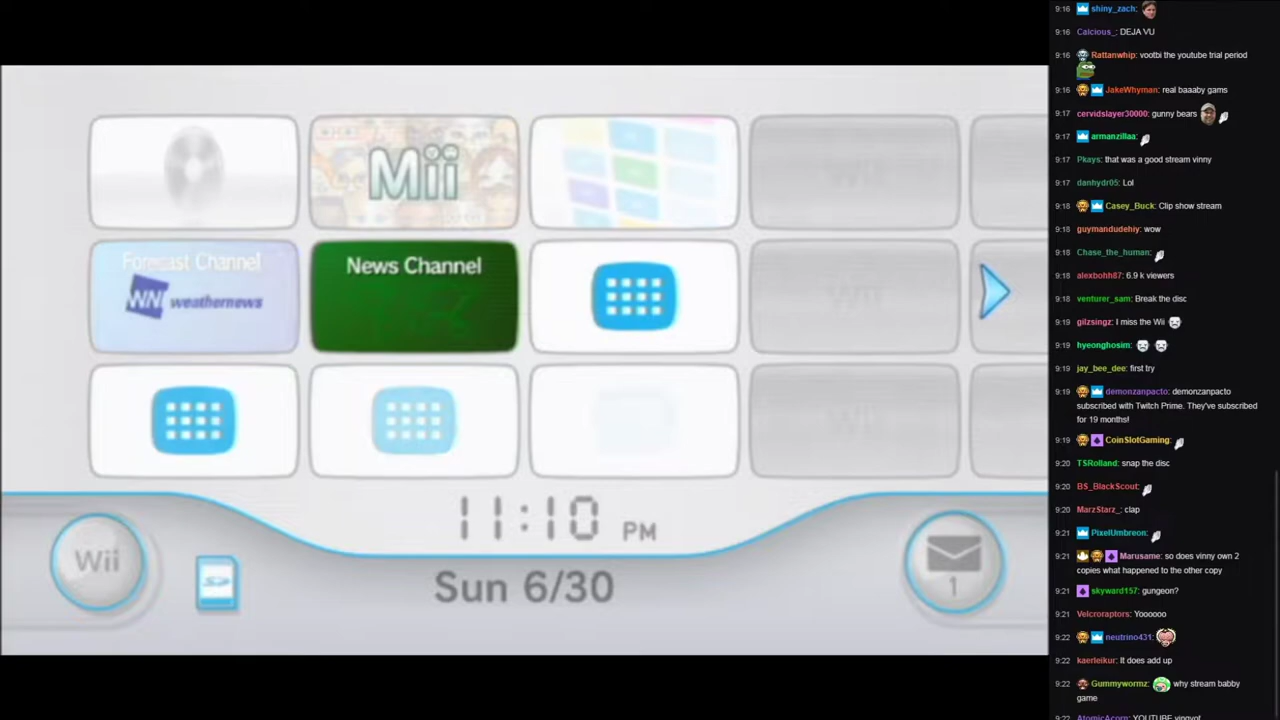 Mii
Forecast Channel
WN weathernews
News Channel
11:10 PM
Sun 6/30
Wii
SD
1
9:16 shiny_zach:
9:16 Calcious_: DEJA VU
9:16 Rattanwhip: vootbi the youtube trial period
9:16 JakeWhyman: real baaaby gams
9:17 cervidslayer30000: gunny bears
9:17 armanzillaa:
9:17 Pkays: that was a good stream vinny
9:17 danhydr05: Lol
9:18 Casey_Buck: Clip show stream
9:18 guymandudehiy: wow
9:18 Chase_the_human:
9:18 alexbohh87: 6.9 k viewers
9:18 venturer_sam: Break the disc
9:19 gilzsingz: I miss the Wii
9:19 hyeonghosim:
9:19 jay_bee_dee: first try
9:19 demonzanpacto: demonzanpacto
subscribed with Twitch Prime. They've subscribed
for 19 months!
9:19 CoinSlotGaming:
9:20 TSRolland: snap the disc
9:20 BS_BlackScout:
9:20 MarzStarz_: clap
9:21 PixelUmbreon:
9:21 Marusame: so does vinny own 2
copies what happened to the other copy
9:21 skyward157: gungeon?
9:21 Velcroraptors: Yoooooo
9:22 neutrino431:
9:22 kaerleikur: It does add up
9:22 Gummywormz: why stream babby
game
9:22 AtomicAcorn: YOUTUBE